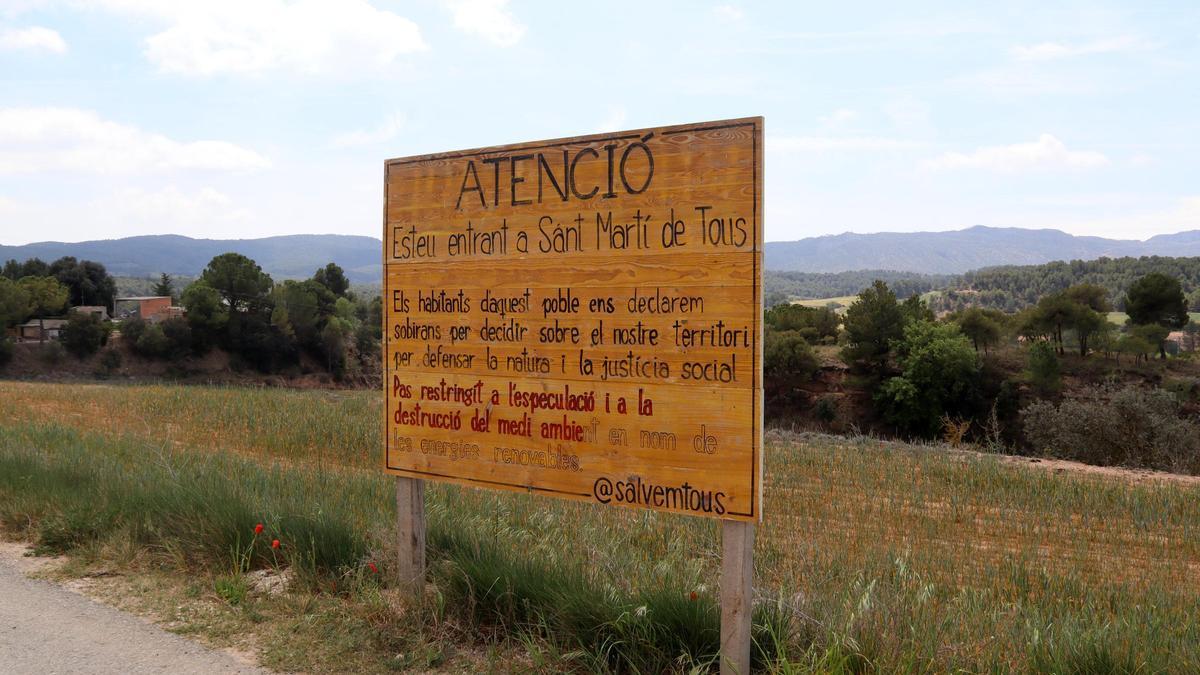 ATENCIÓ
Esteu entrant a Sánt Martí de Tous
Els habitants d'aquest poble ens declarem
sobirans per decidir sobre el nostre territori
per defensar la natura i la justícia social
Pas restringit a l'especulació i a la
destrucció del medi ambient en nom de
les energies renovables.
@salvemtous